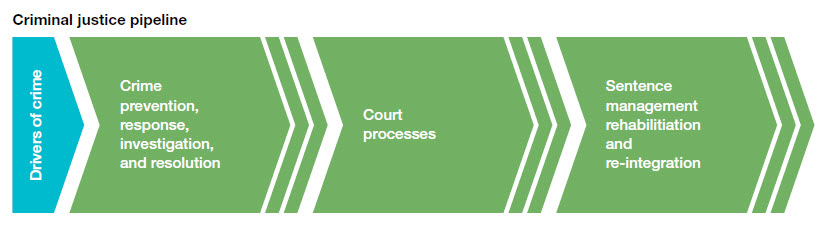 Criminal justice pipeline
Drivers of crime
Crime
prevention,
response,
investigation,
and resolution
Court
processes
Sentence
management
rehabilitiation
and
re-integration